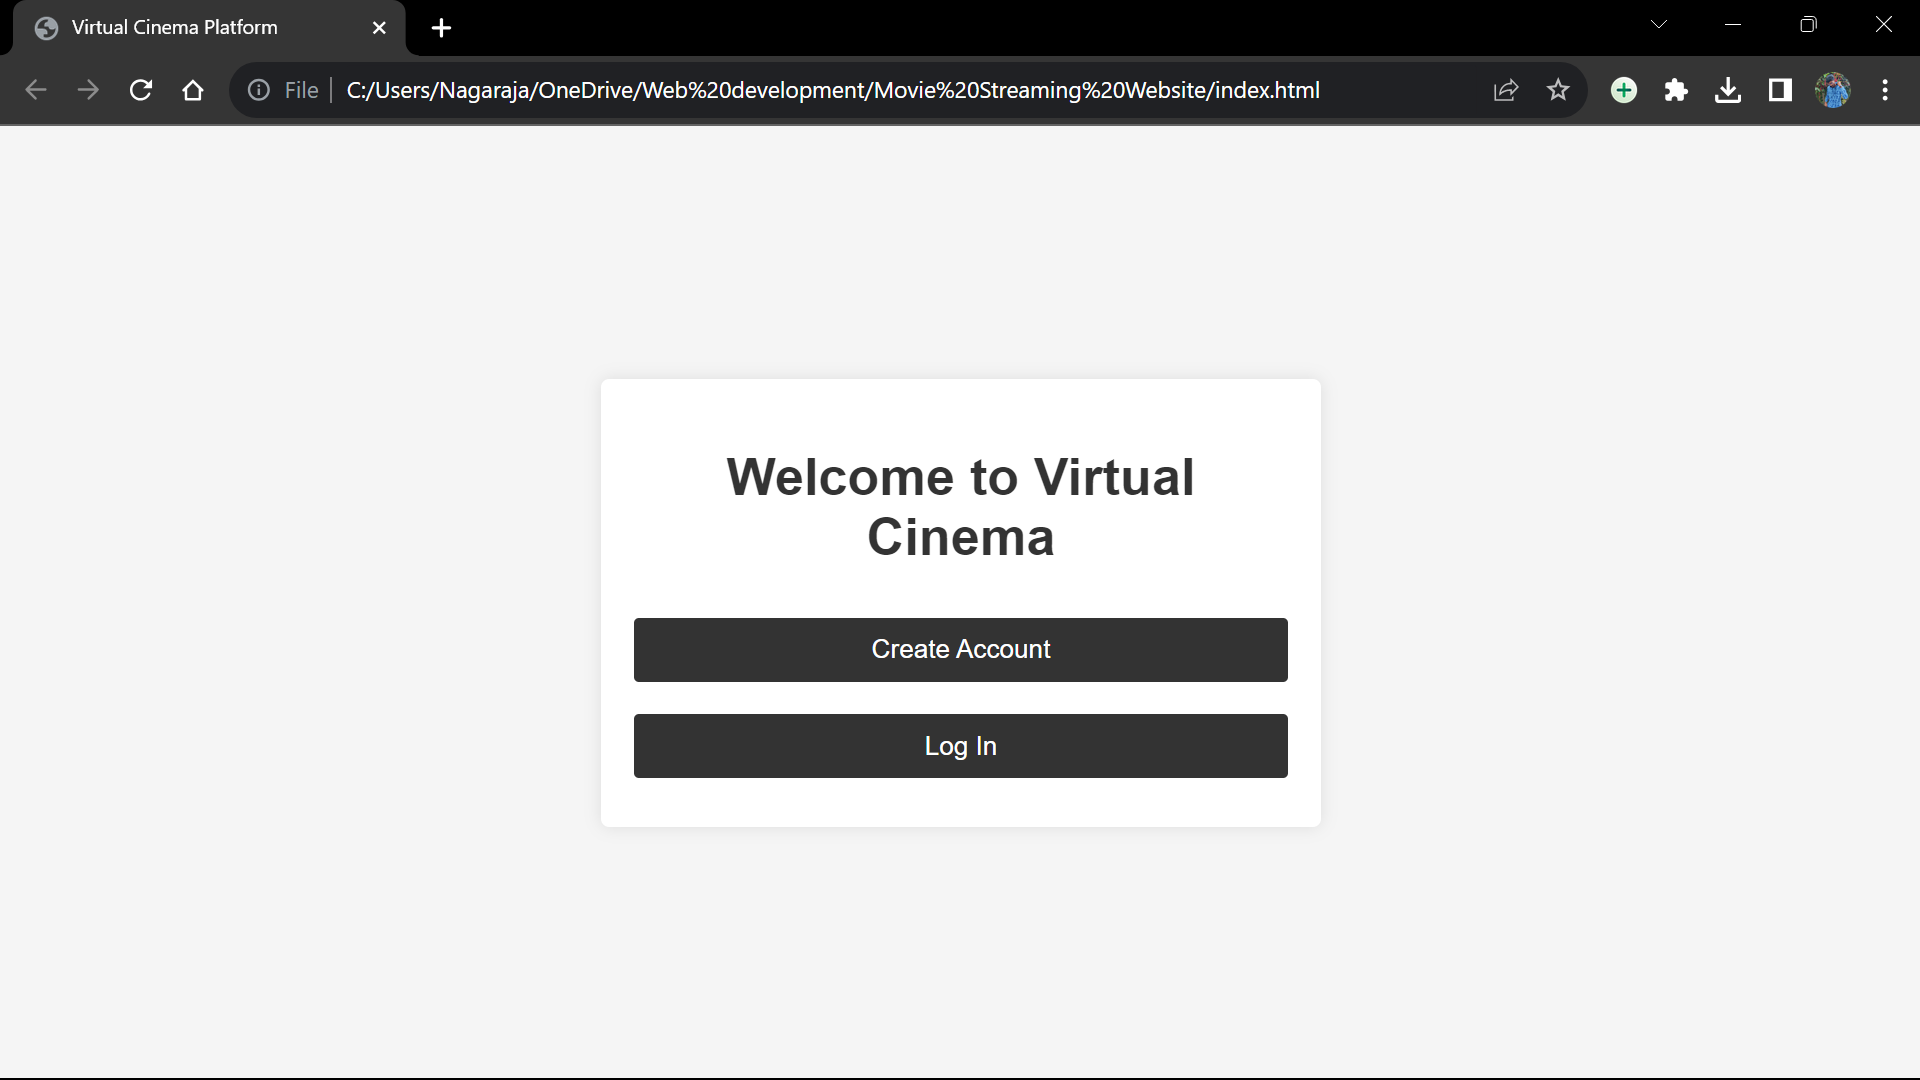 Virtual Cinema Platform
File
C:/Users/Nagaraja/OneDrive/Web%20development/Movie%20Streaming%20Website/index.html
Welcome to Virtual
Cinema
Create Account
Log In